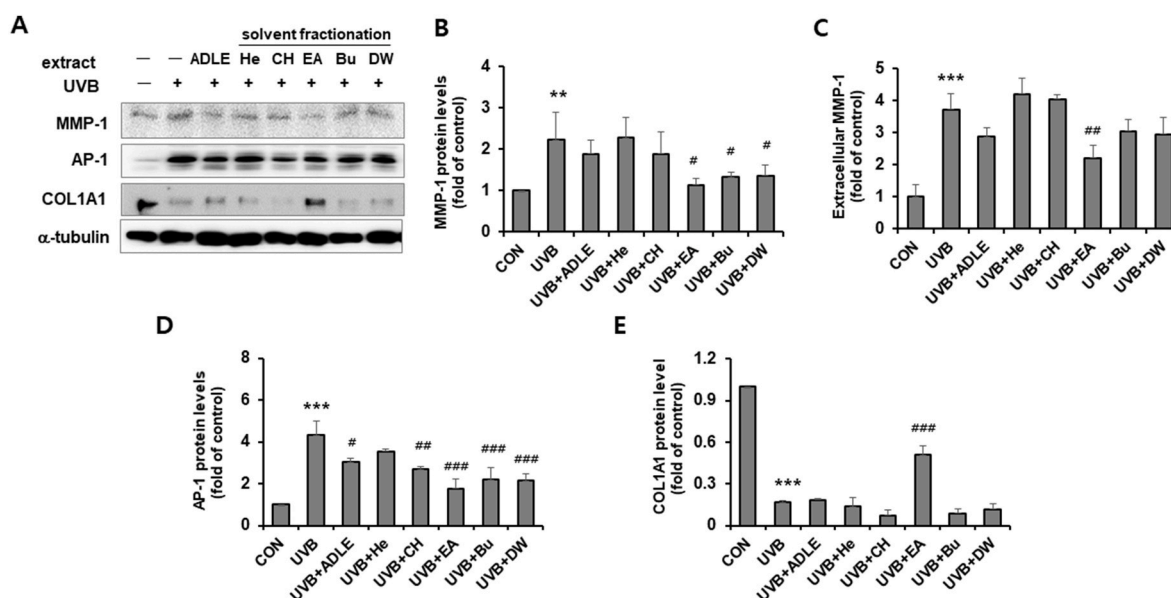 A
solvent fractionation
extract — — ADLE He CH EA Bu DW
UVB — + + + + + + +
MMP-1
AP-1
COL1A1
α-tubulin
B
MMP-1 protein levels
(fold of control)
4
3
2
1
0
**
#
#
#
CON
UVB
UVB+ADLE
UVB+He
UVB+CH
UVB+EA
UVB+Bu
UVB+DW
C
Extracellular MMP-1
(fold of control)
5
4
3
2
1
0
***
##
CON
UVB
UVB+ADLE
UVB+He
UVB+CH
UVB+EA
UVB+Bu
UVB+DW
D
AP-1 protein levels
(fold of control)
8
6
4
2
0
***
#
##
###
###
###
CON
UVB
UVB+ADLE
UVB+He
UVB+CH
UVB+EA
UVB+Bu
UVB+DW
E
COL1A1 protein level
(fold of control)
1.2
0.9
0.6
0.3
0
***
###
CON
UVB
UVB+ADLE
UVB+He
UVB+CH
UVB+EA
UVB+Bu
UVB+DW